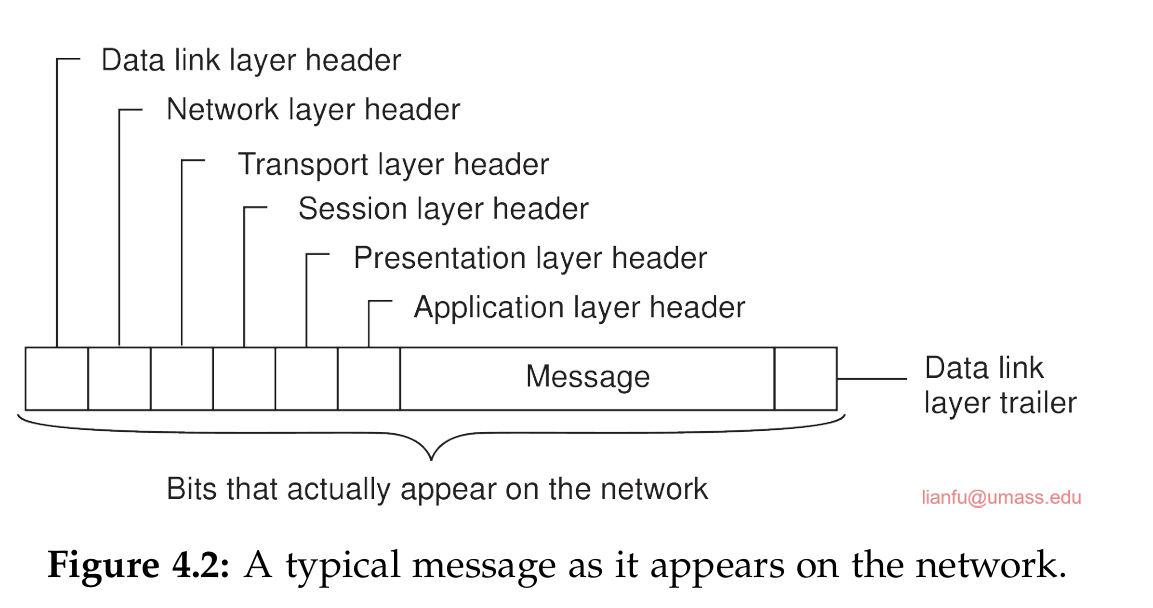 Data link layer header
Network layer header
Transport layer header
Session layer header
Presentation layer header
Application layer header
Message
Data link
layer trailer
Bits that actually appear on the network
lianfu@umass.edu
Figure 4.2: A typical message as it appears on the network.